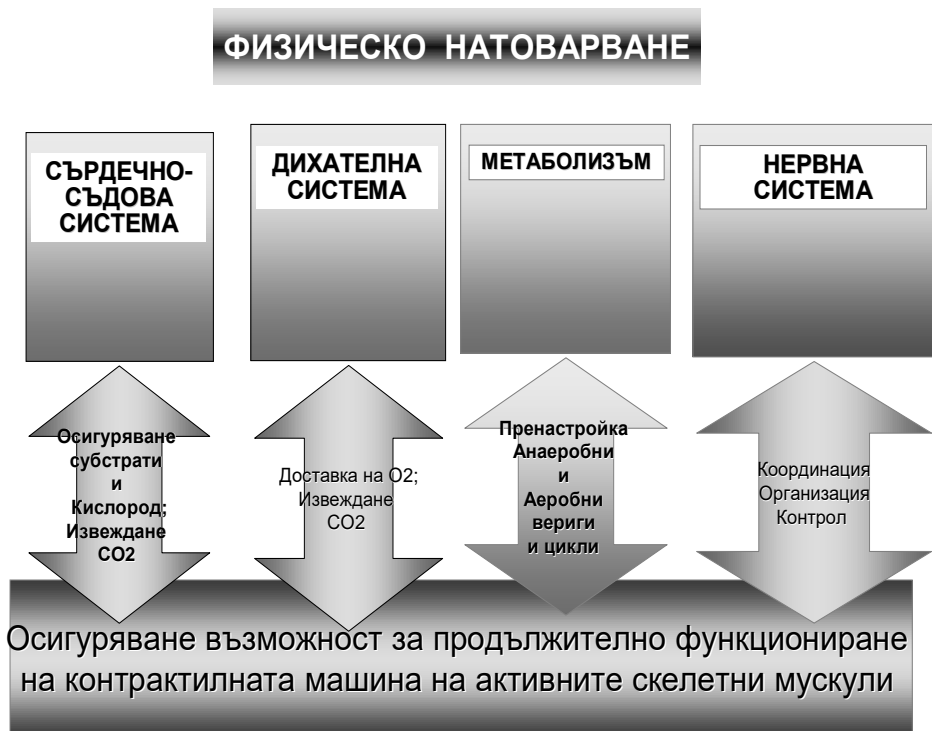 ФИЗИЧЕСКО НАТОВАРВАНЕ
СЪРДЕЧНО-
СЪДОВА
СИСТЕМА
ДИХАТЕЛНА
СИСТЕМА
МЕТАБОЛИЗЪМ
НЕРВНА
СИСТЕМА
Осигуряване
субстрати
и
Кислород;
Извеждане
СО2
Доставка на О2;
Извеждане
СО2
Пренастройка
Анаеробни
и
Аеробни
вериги
и цикли
Координация
Организация
Контрол
Осигуряване възможност за продължително функциониране
на контрактилната машина на активните скелетни мускули